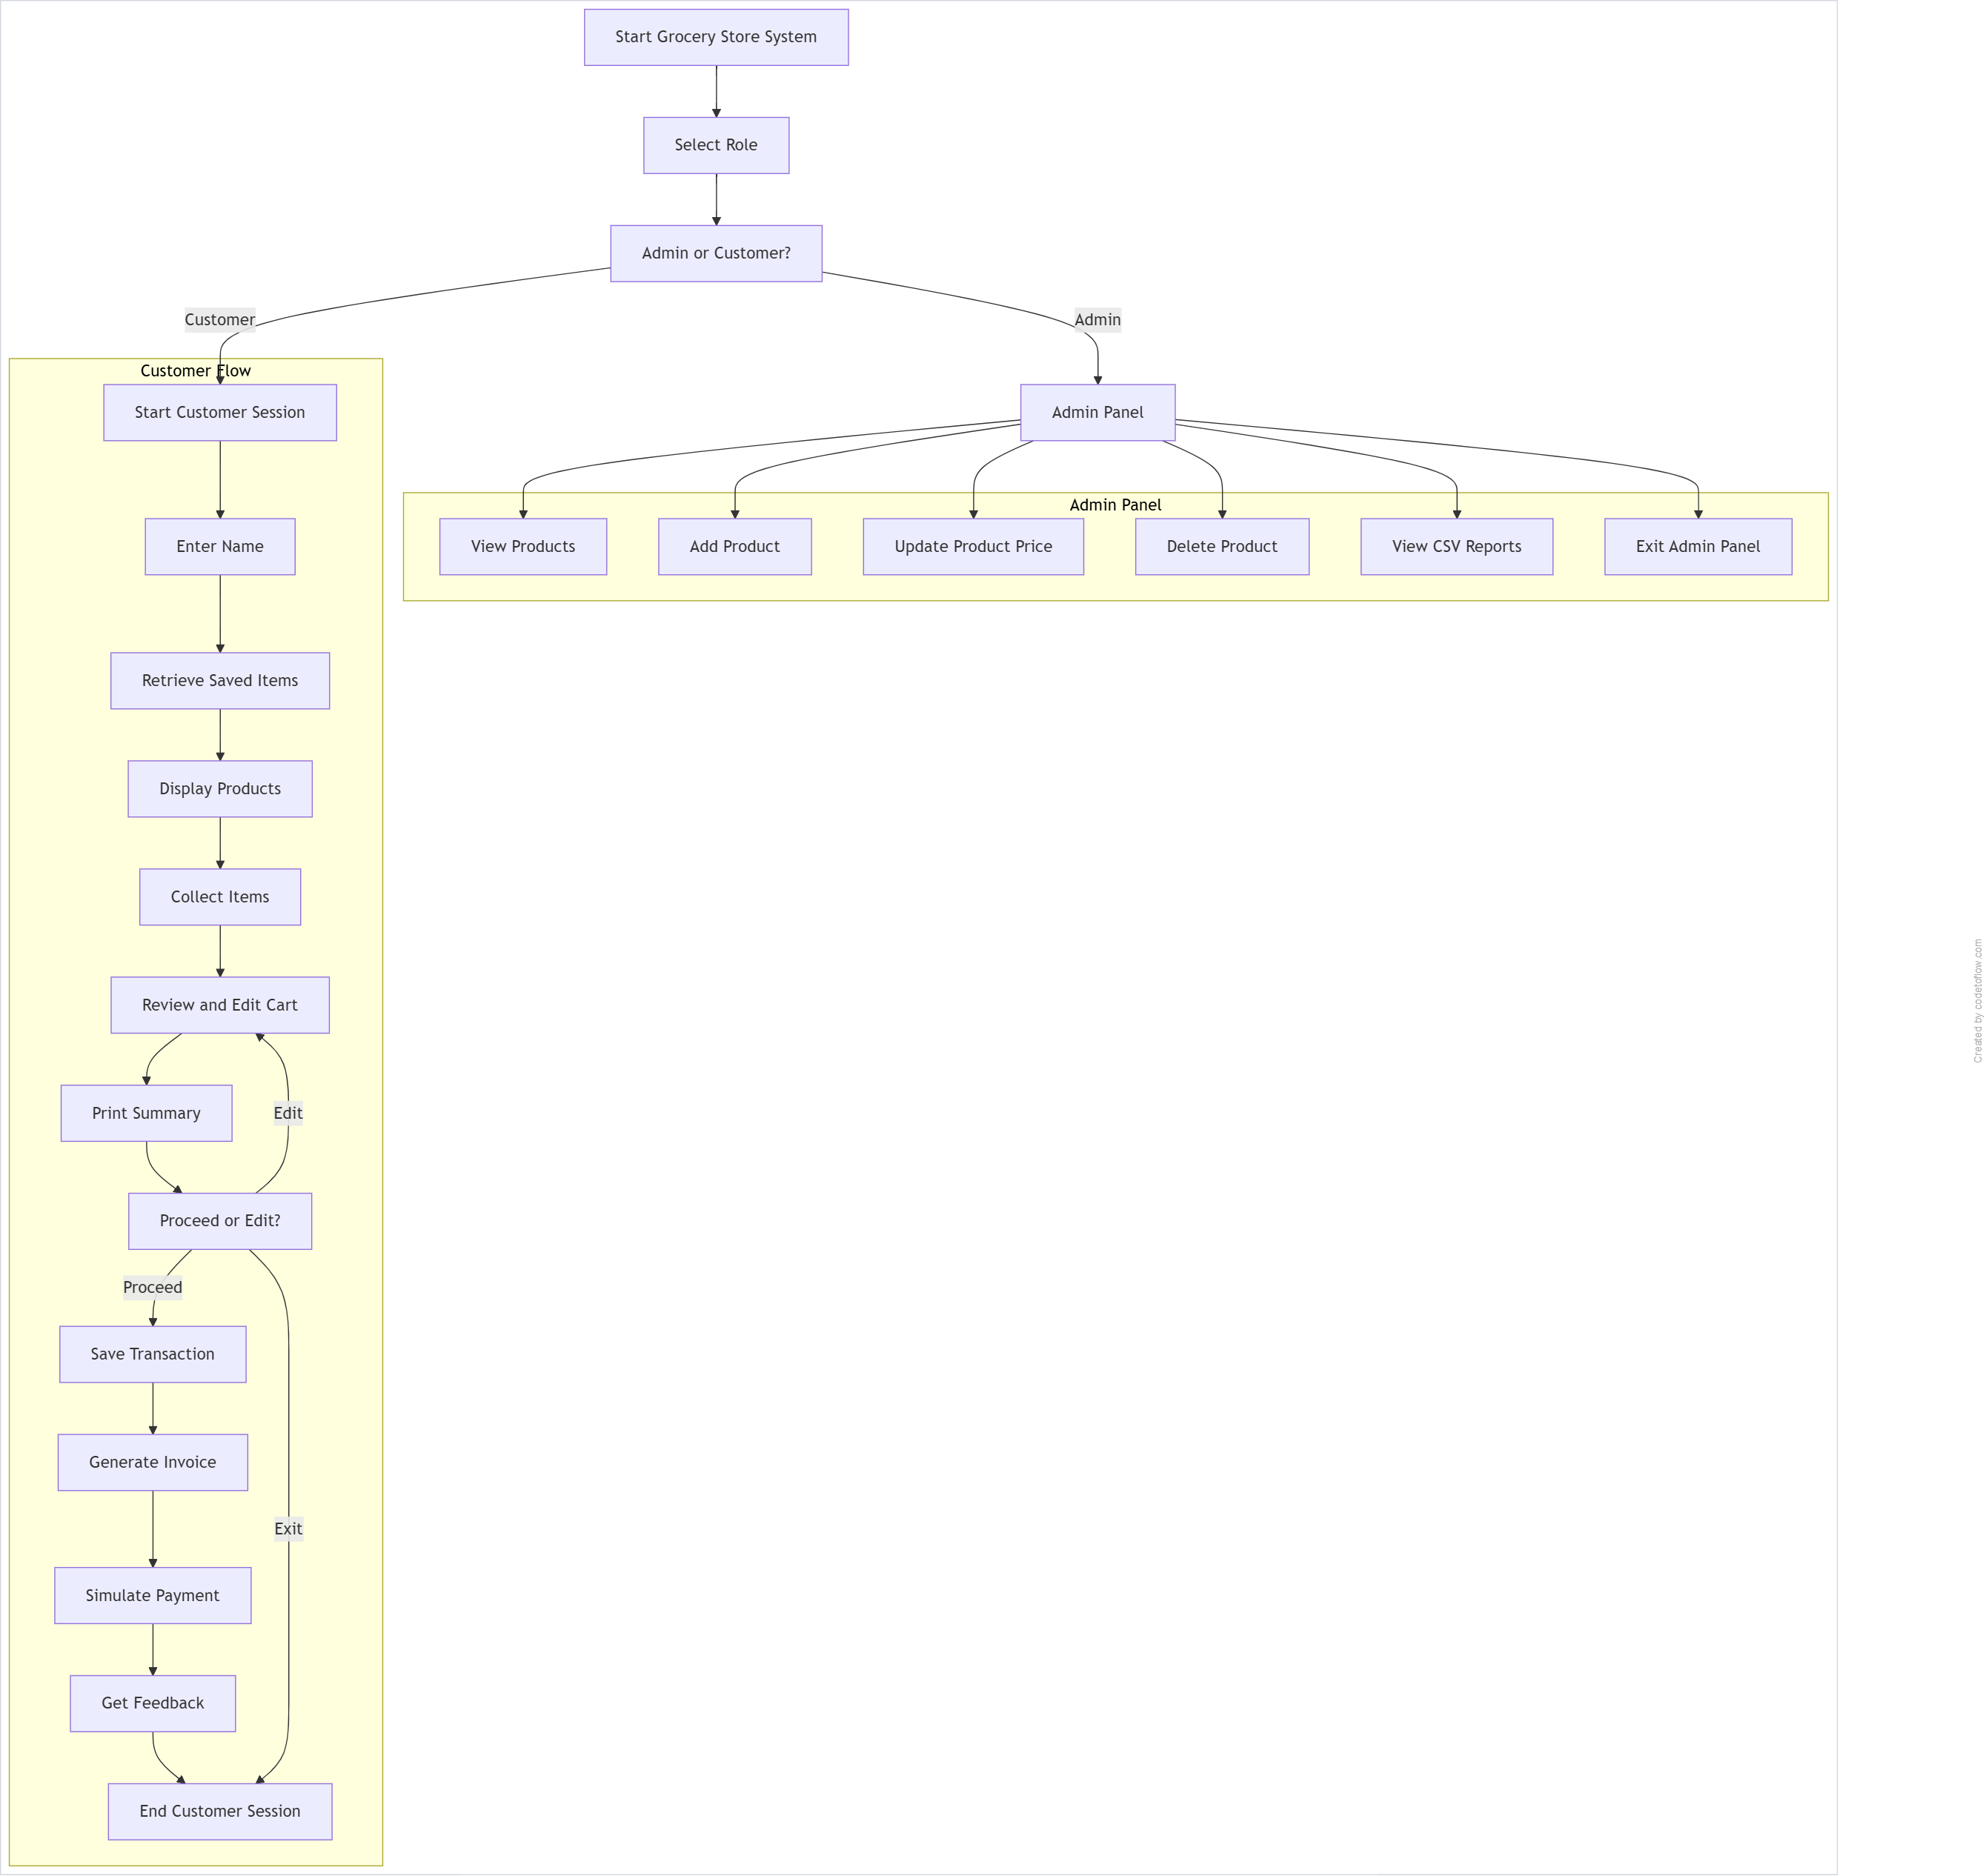 Start Grocery Store System
Select Role
Admin or Customer?
Customer
Admin
Customer Flow
Start Customer Session
Admin Panel
Admin Panel
Enter Name
View Products
Add Product
Update Product Price
Delete Product
View CSV Reports
Exit Admin Panel
Retrieve Saved Items
Display Products
Collect Items
Review and Edit Cart
Print Summary
Edit
Proceed or Edit?
Proceed
Save Transaction
Generate Invoice
Exit
Simulate Payment
Get Feedback
End Customer Session
Created by codetoflow.com